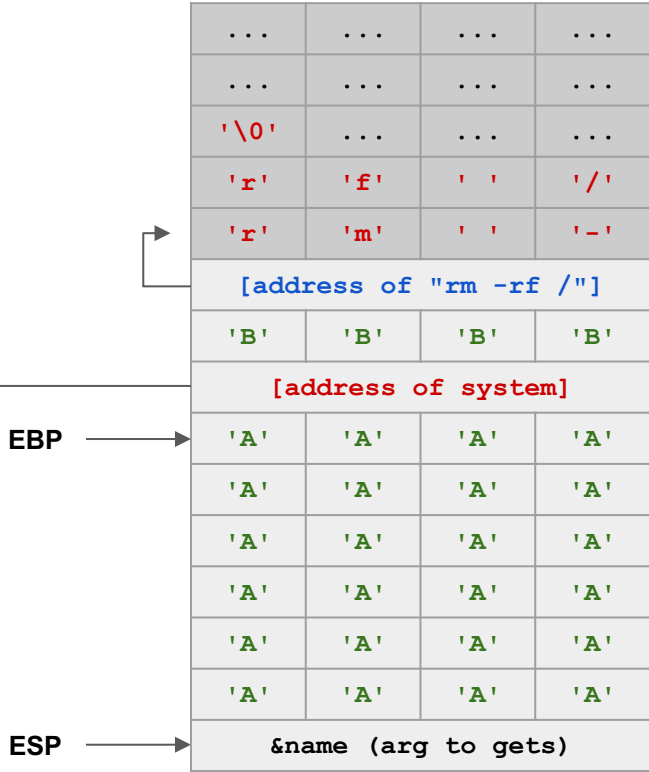 ... ... ... ...
... ... ... ...
'\0' ... ... ...
'r' 'f' ' ' '/'
'r' 'm' ' ' '-'
[address of "rm -rf /"]
'B' 'B' 'B' 'B'
[address of system]
EBP 'A' 'A' 'A' 'A'
'A' 'A' 'A' 'A'
'A' 'A' 'A' 'A'
'A' 'A' 'A' 'A'
'A' 'A' 'A' 'A'
'A' 'A' 'A' 'A'
ESP &name (arg to gets)